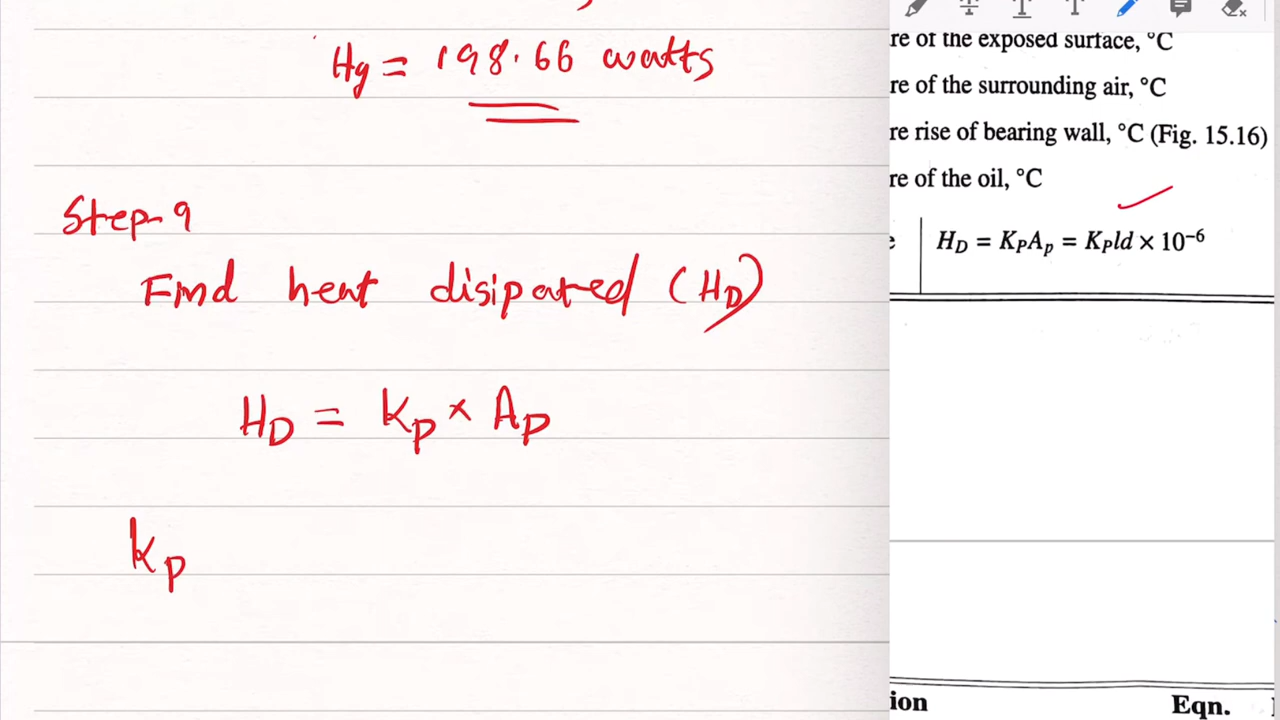 Hg = 198.66 watts
Step-9
Find heat disipated (HD)
HD = Kp × Ap
Kp
re of the exposed surface, °C
re of the surrounding air, °C
re rise of bearing wall, °C (Fig. 15.16)
re of the oil, °C
e
HD = KPAp = KPld × 10⁻⁶
ion Eqn.